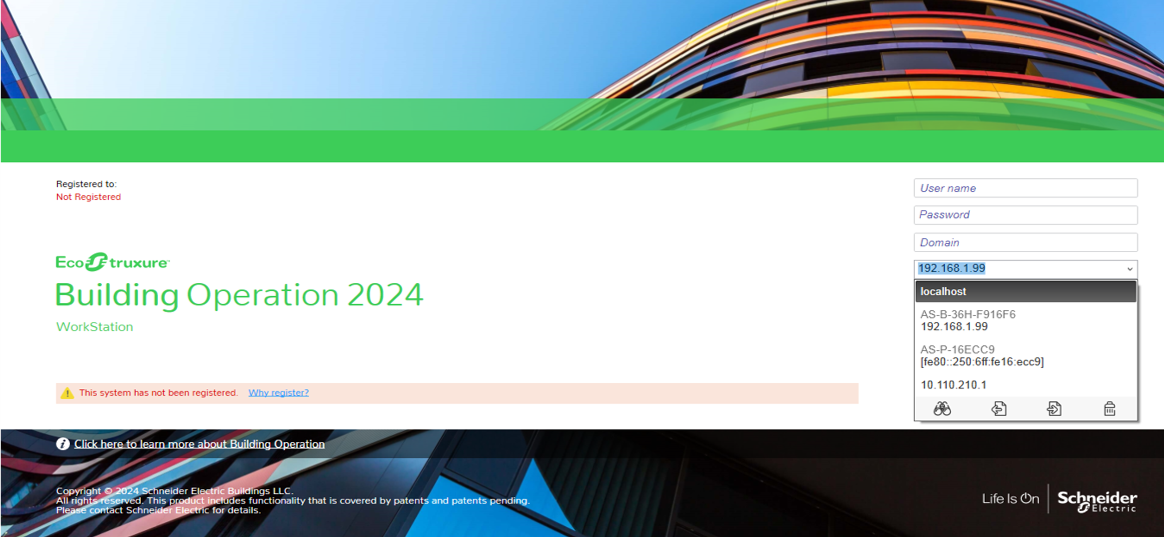 Registered to:
Not Registered
EcoStruxure
Building Operation 2024
WorkStation
User name
Password
Domain
192.168.1.99
localhost
AS-B-36H-F916F6
192.168.1.99
AS-P-16ECC9
[fe80::250:6ff:fe16:ecc9]
10.110.210.1
This system has not been registered. Why register?
Click here to learn more about Building Operation
Copyright © 2024 Schneider Electric Buildings LLC.
All rights reserved. This product includes functionality that is covered by patents and patents pending.
Please contact Schneider Electric for details.
Life Is On
Schneider
Electric